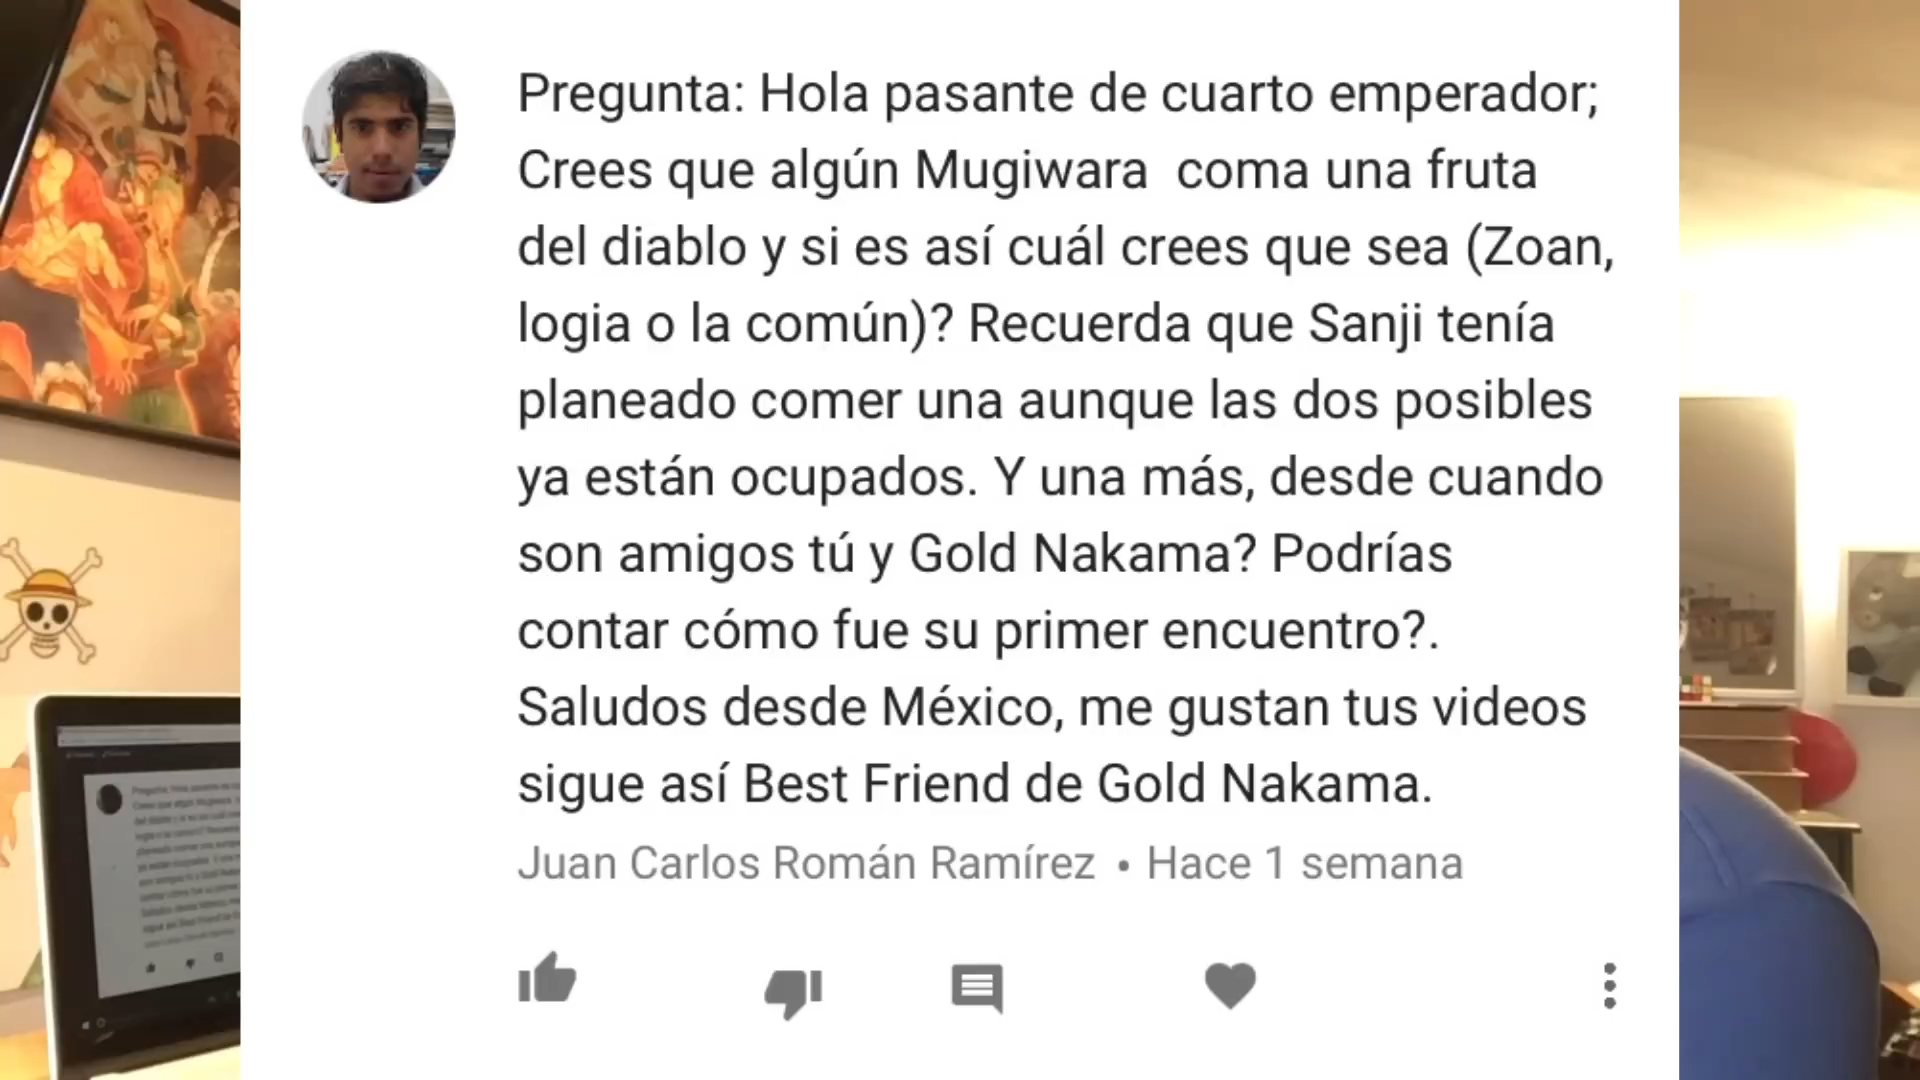 Pregunta: Hola pasante de cuarto emperador;
Crees que algún Mugiwara  coma una fruta
del diablo y si es así cuál crees que sea (Zoan,
logia o la común)? Recuerda que Sanji tenía
planeado comer una aunque las dos posibles
ya están ocupados. Y una más, desde cuando
son amigos tú y Gold Nakama? Podrías
contar cómo fue su primer encuentro?.
Saludos desde México, me gustan tus videos
sigue así Best Friend de Gold Nakama.
Juan Carlos Román Ramírez • Hace 1 semana